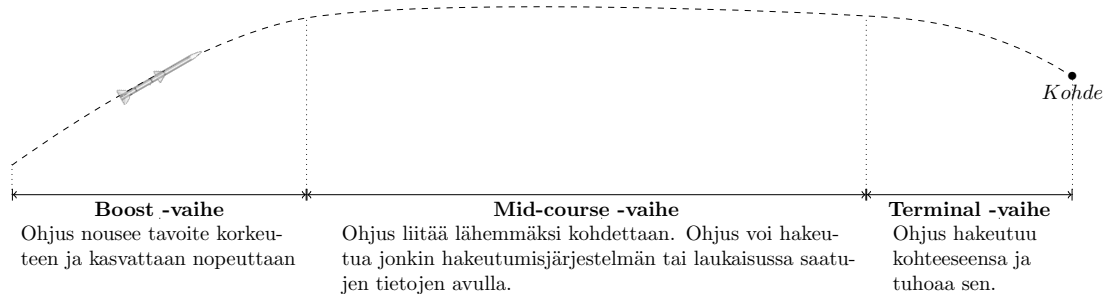 Kohde
Boost -vaihe
Ohjus nousee tavoite korkeu-
teen ja kasvattaan nopeuttaan
Mid-course -vaihe
Ohjus liitää lähemmäksi kohdettaan. Ohjus voi hakeu-
tua jonkin hakeutumisjärjestelmän tai laukaisussa saatu-
jen tietojen avulla.
Terminal -vaihe
Ohjus hakeutuu
kohteeseensa ja
tuhoaa sen.